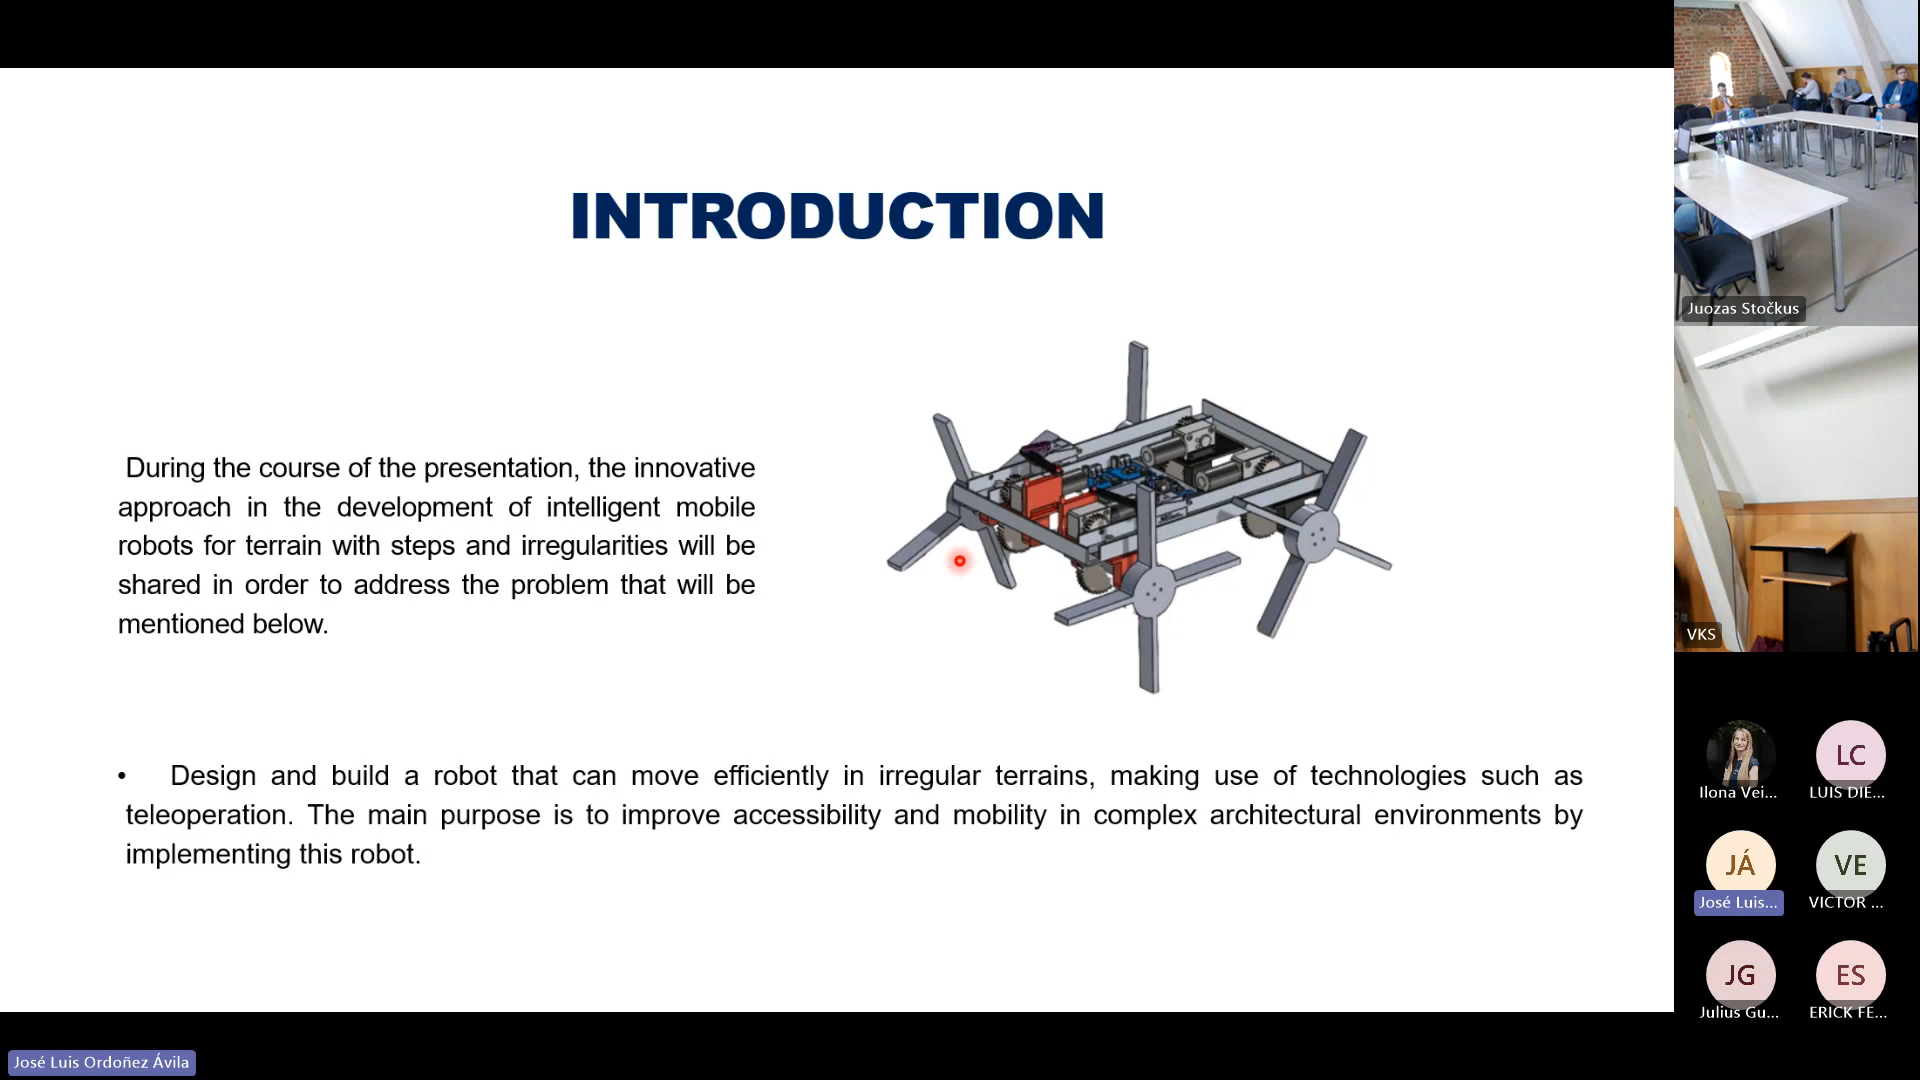 INTRODUCTION
During the course of the presentation, the innovative
approach in the development of intelligent mobile
robots for terrain with steps and irregularities will be
shared in order to address the problem that will be
mentioned below.
• Design and build a robot that can move efficiently in irregular terrains, making use of technologies such as
teleoperation. The main purpose is to improve accessibility and mobility in complex architectural environments by
implementing this robot.
José Luis Ordoñez Ávila
Juozas Stočkus
VKS
Ilona Vei...
LC
LUIS DIE...
JÁ
José Luis...
VE
VICTOR ...
JG
Julius Gu...
ES
ERICK FE...